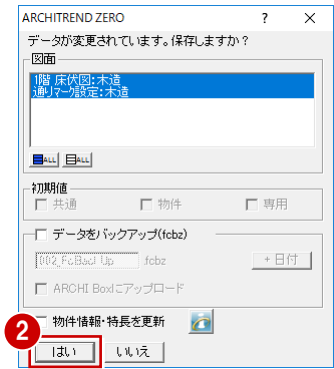 ARCHITREND ZERO ? ×
データが変更されています。保存しますか?
図面
1階 床伏図:木造
通りマーク設定:木造
ALL ALL
初期値
共通 物件 専用
データをバックアップ(fcbz)
fcbz +日付
ARCHI Boxにアップロード
物件情報・特長を更新
2
はい いいえ